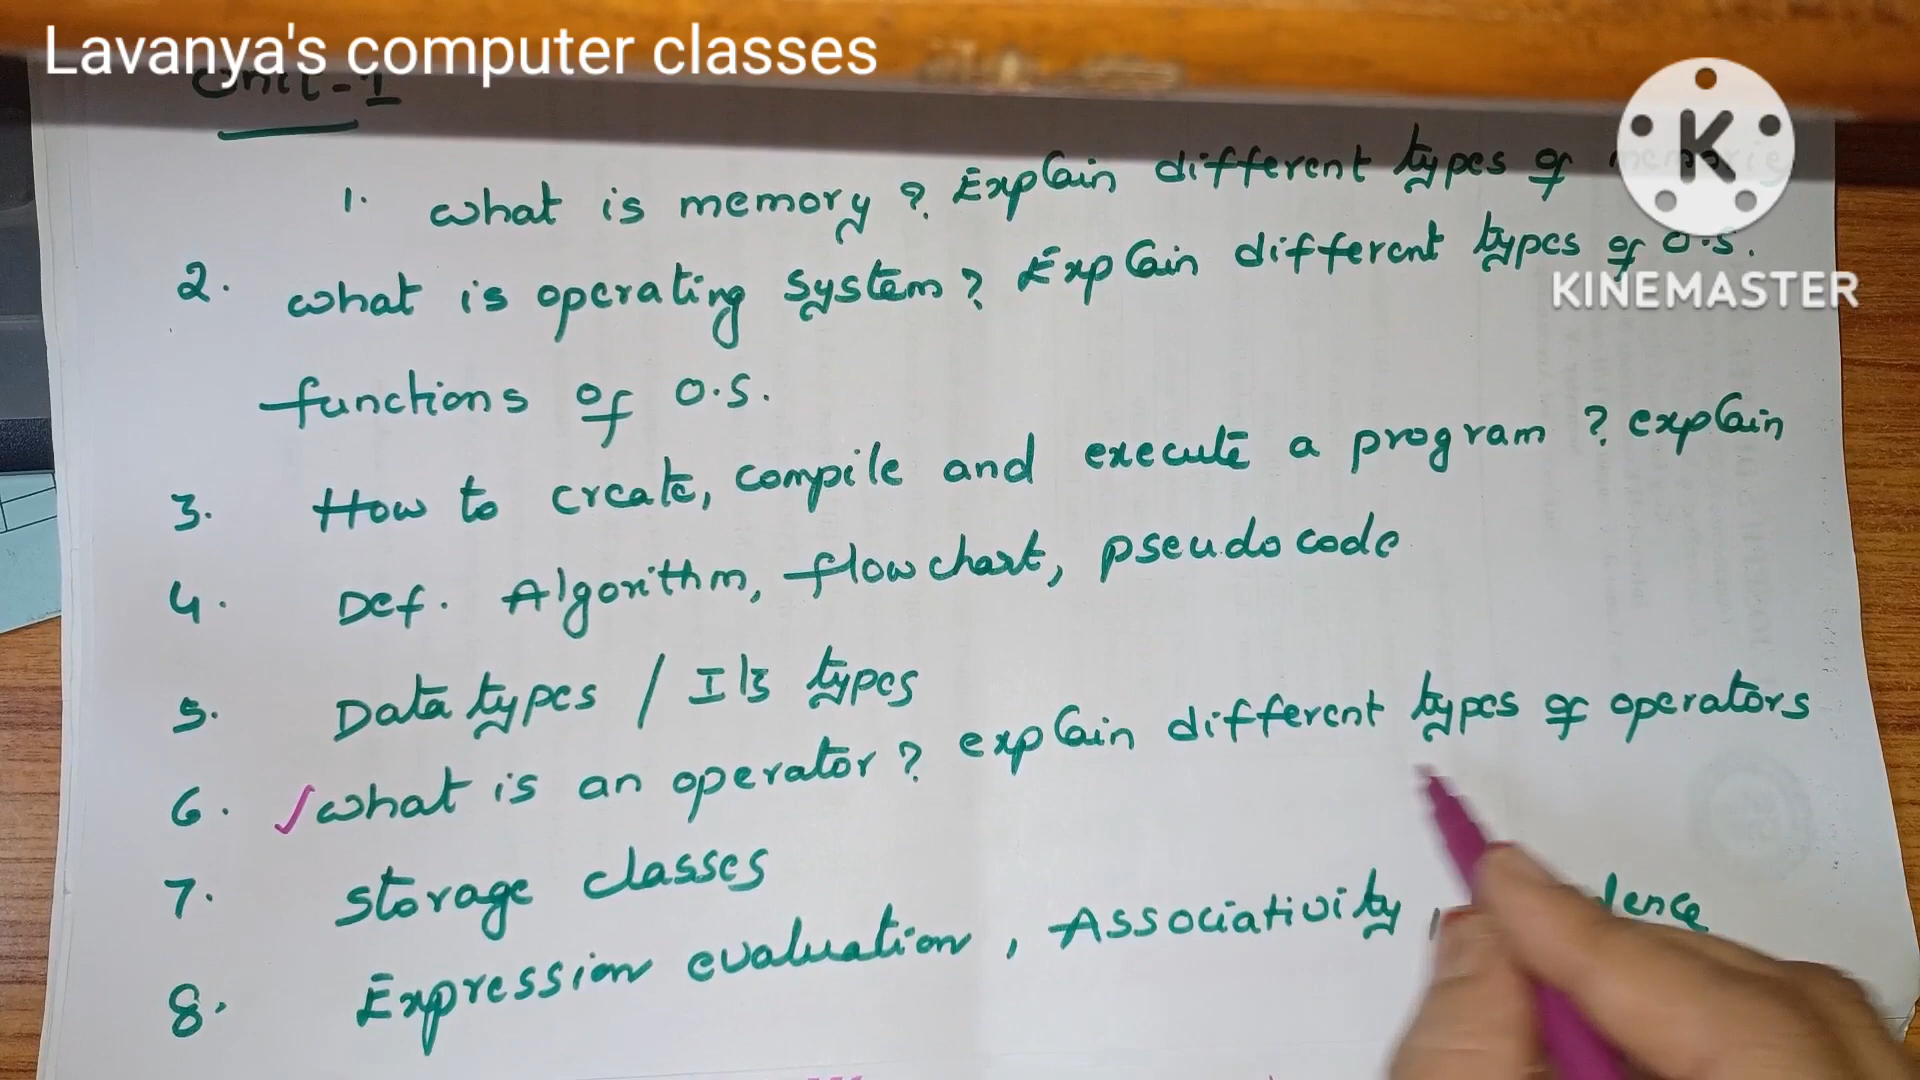 Lavanya's computer classes
Unit-I
1. what is memory? Explain different types of
2. what is operating system? Explain different types of O.S.
functions of O.S.
3. How to create, compile and execute a program? explain
4. Def. Algorithm, flowchart, pseudocode
5. Data types / I/3 types
6. ✓ what is an operator? explain different types of operators
7. storage classes
8. Expression evaluation, Associativity,
K
KINEMASTER